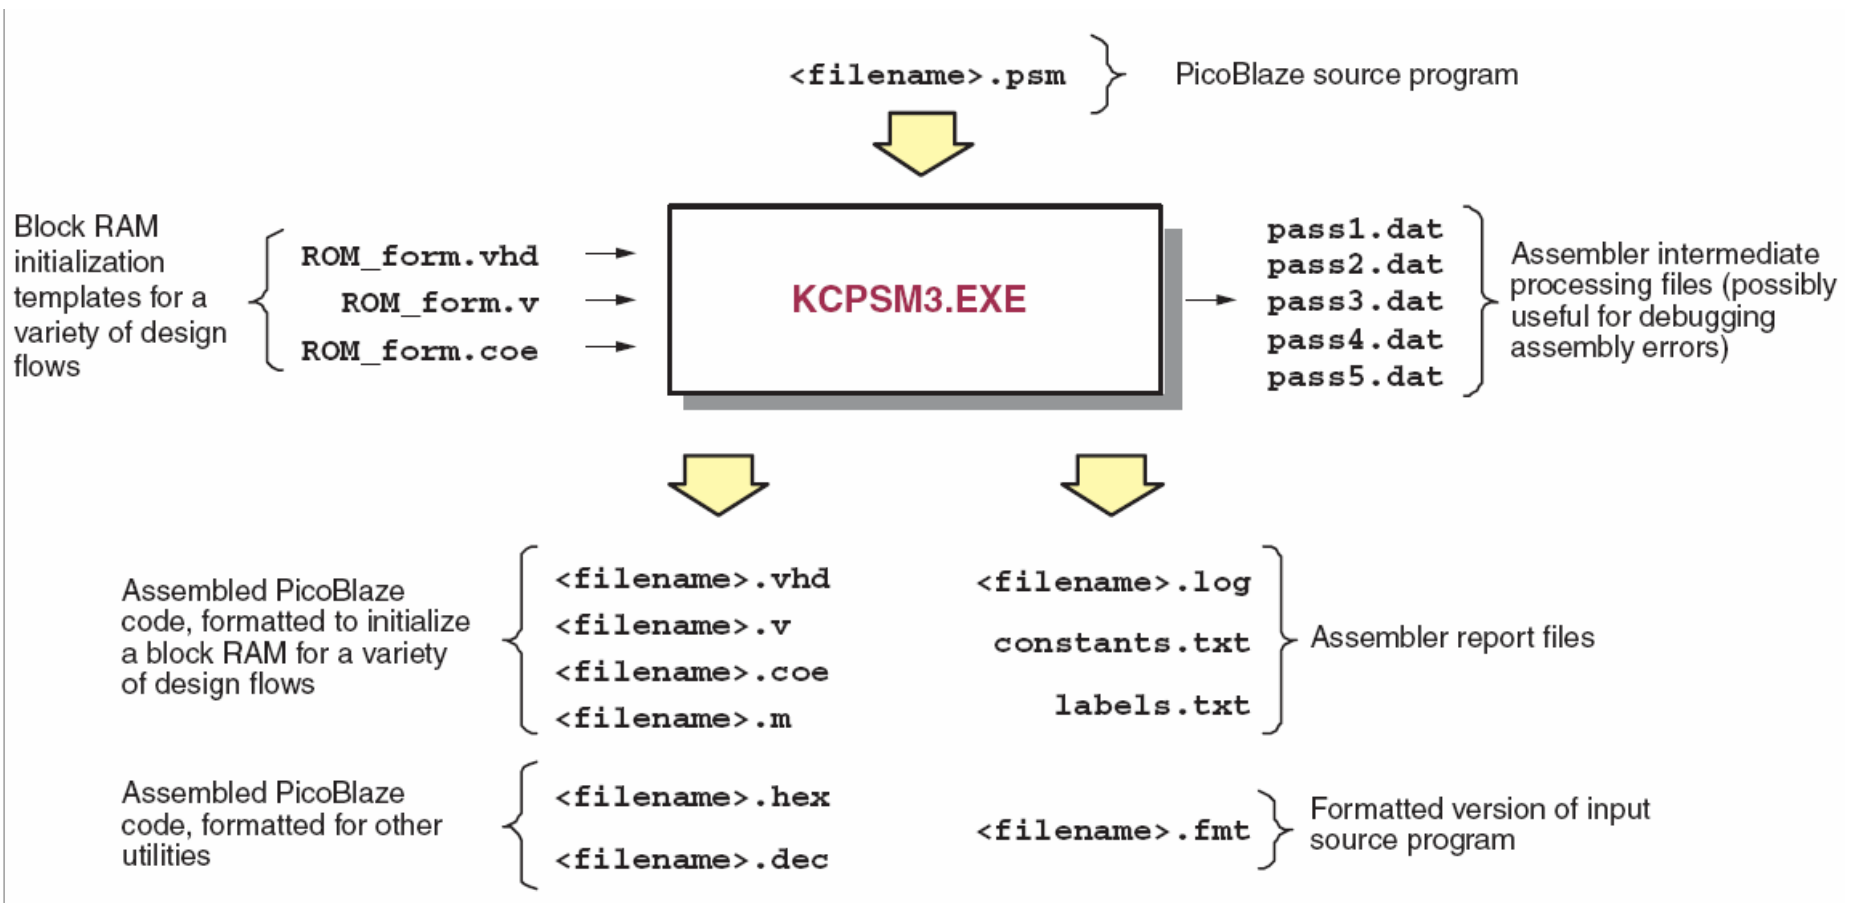 <filename>.psm
PicoBlaze source program
Block RAM
initialization
templates for a
variety of design
flows
ROM_form.vhd
ROM_form.v
ROM_form.coe
KCPSM3.EXE
pass1.dat
pass2.dat
pass3.dat
pass4.dat
pass5.dat
Assembler intermediate
processing files (possibly
useful for debugging
assembly errors)
Assembled PicoBlaze
code, formatted to initialize
a block RAM for a variety
of design flows
<filename>.vhd
<filename>.v
<filename>.coe
<filename>.m
<filename>.log
constants.txt
labels.txt
Assembler report files
Assembled PicoBlaze
code, formatted for other
utilities
<filename>.hex
<filename>.dec
<filename>.fmt
Formatted version of input
source program